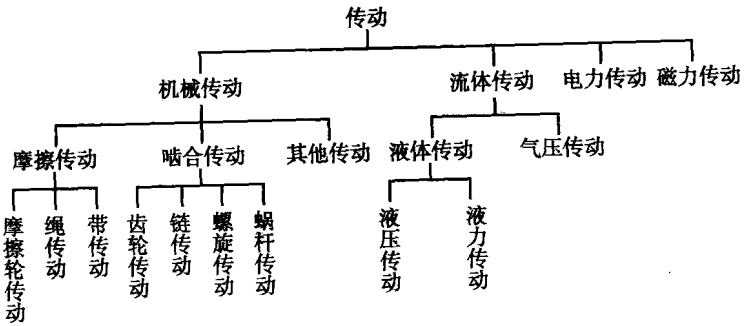 传动
机械传动
流体传动
电力传动
磁力传动
摩擦传动
啮合传动
其他传动
液体传动
气压传动
摩擦轮传动
绳传动
带传动
齿轮传动
链传动
螺旋传动
蜗杆传动
液压传动
液力传动